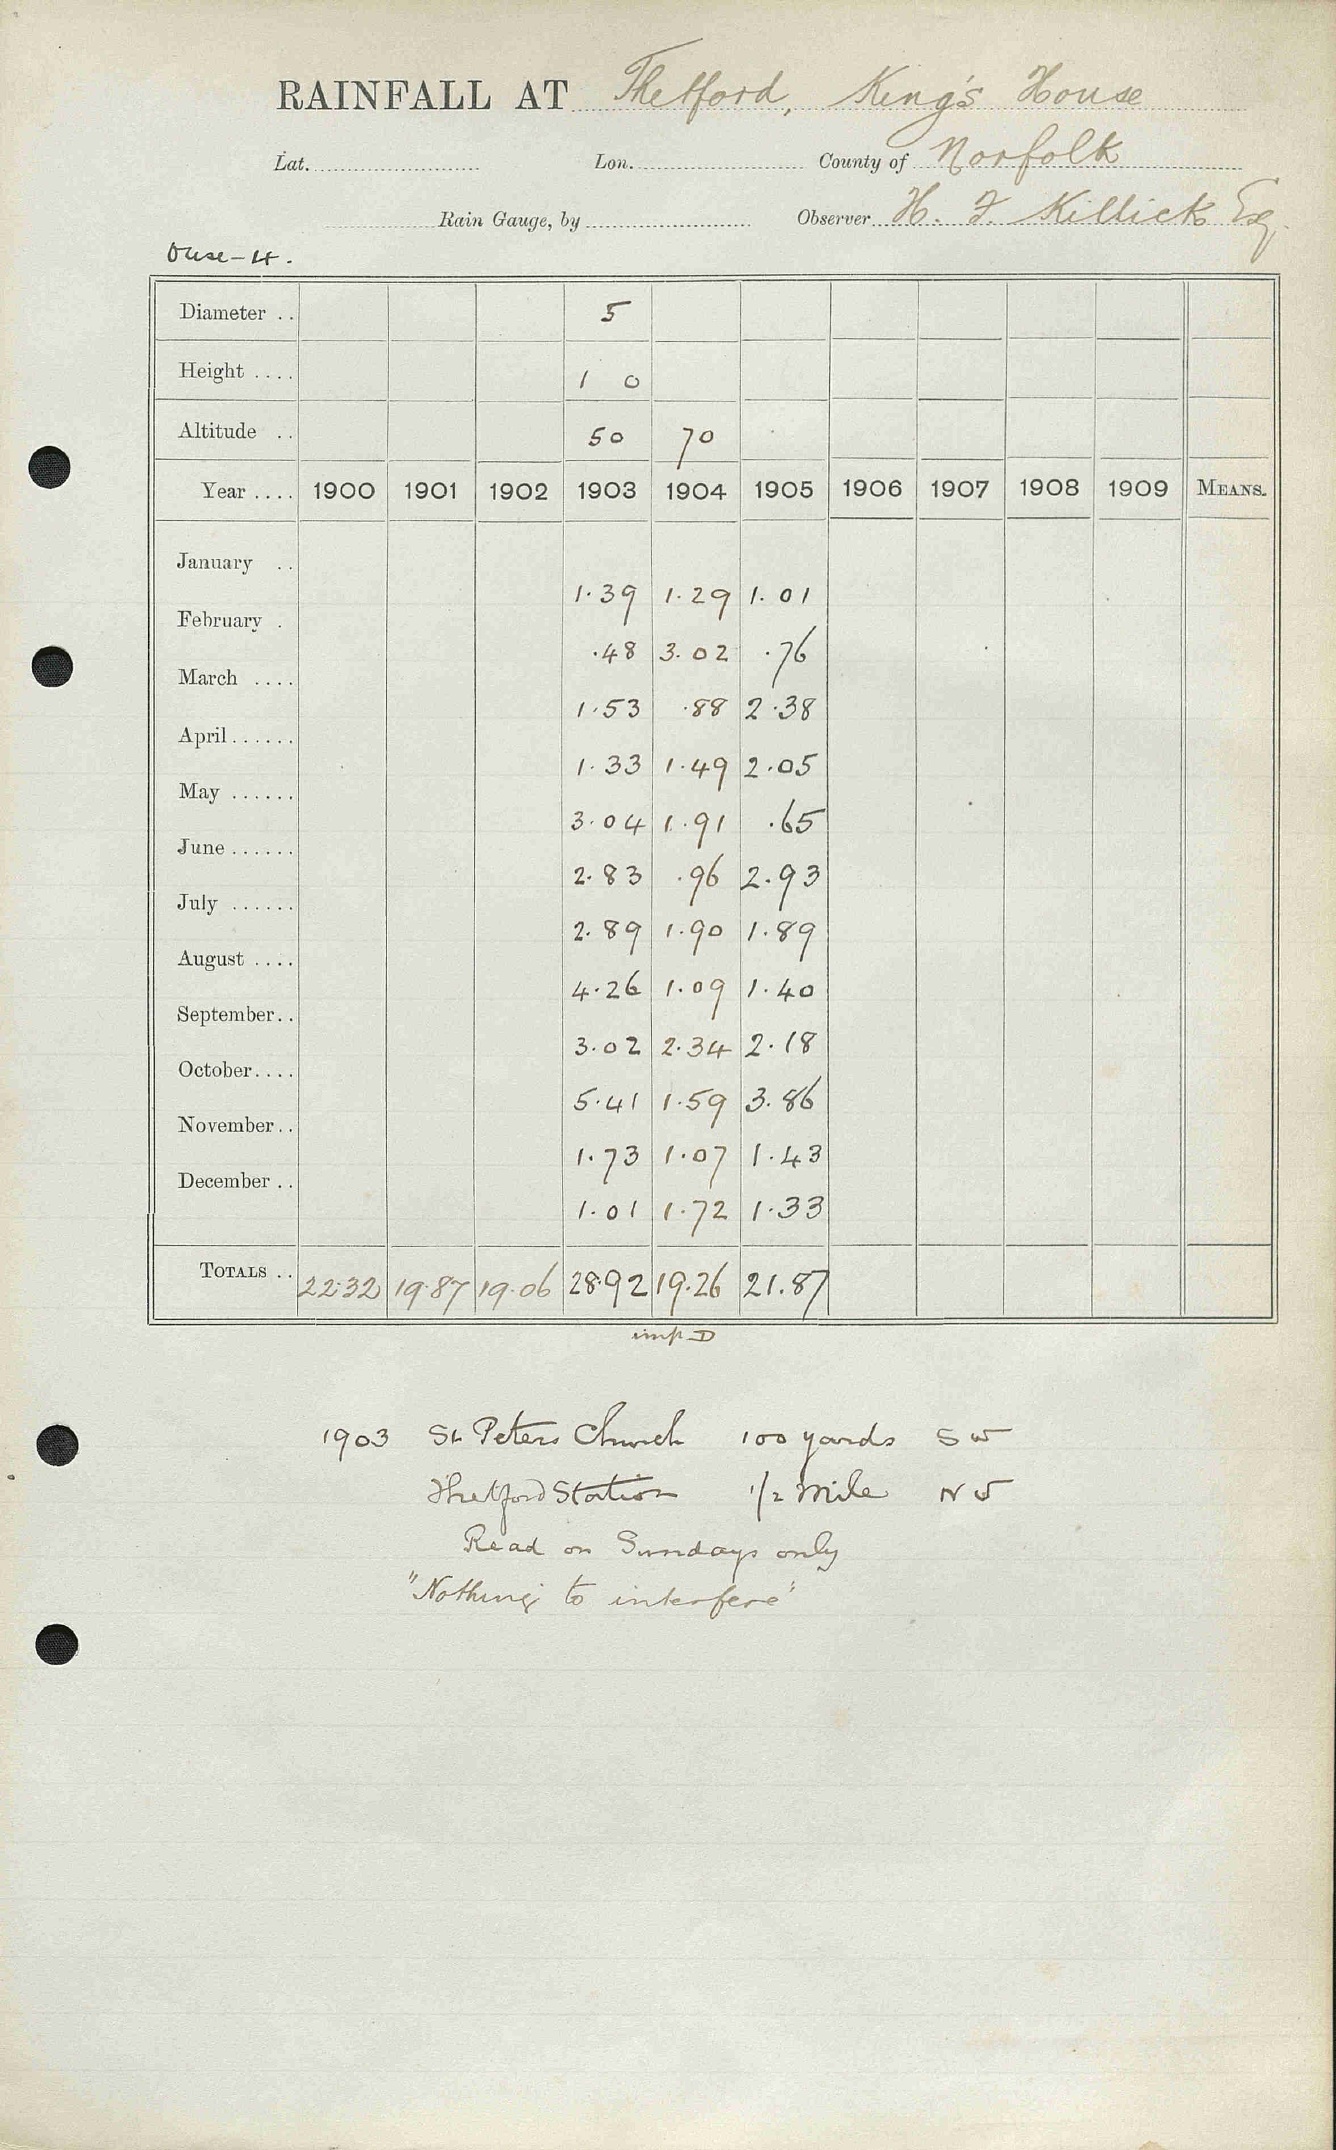 RAINFALL AT Thetford, King's House
Lat. Lon. County of Norfolk
Rain Gauge, by Observer H. F. Killick Esq.
Ouse-4.
Diameter .. 5
Height .... 1 0
Altitude .. 50 70
Year .... 1900 1901 1902 1903 1904 1905 1906 1907 1908 1909 MEANS.
January ..
1.39 1.29 1.01
February .
.48 3.02 .76
March ....
1.53 .88 2.38
April ......
1.33 1.49 2.05
May ......
3.04 1.91 .65
June ......
2.83 .96 2.93
July ......
2.89 1.90 1.89
August ....
4.26 1.09 1.40
September..
3.02 2.34 2.18
October....
5.41 1.59 3.86
November..
1.73 1.07 1.43
December ..
1.01 1.72 1.33
TOTALS .. 22.32 19.87 19.06 28.92 19.26 21.87
imp. D
1903 St Peters Church 100 yards SW
Thetford Station 1/2 Mile NW
Read on Sundays only
"Nothing to interfere"